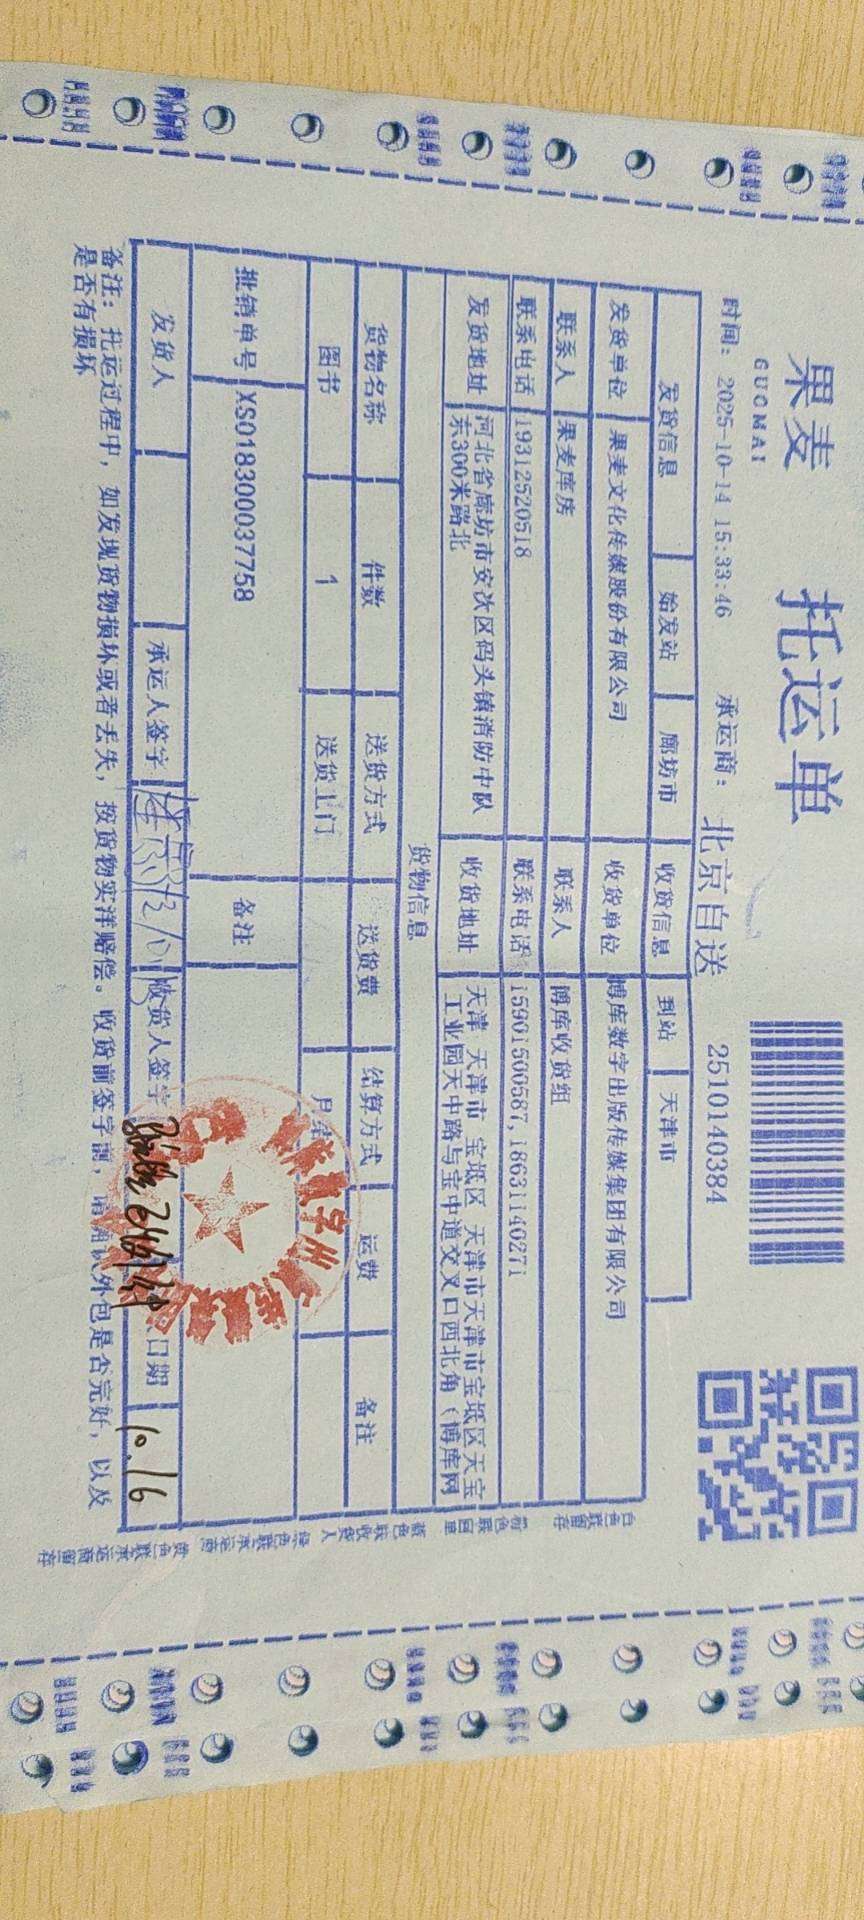 果麦
GUOMAI
托运单
时间: 2025-10-14 15:33:46 承运商: 北京自送 2510140384
发货信息 始发站 廊坊市 收货信息 到站 天津市
发货单位 果麦文化传媒股份有限公司 收货单位 博库数字出版传媒集团有限公司
联系人 果麦库房 联系人 博库收货组
联系电话 19312520518 联系电话 15901500587,18631140271
发货地址 河北省廊坊市安次区码头镇消防中队
东300米路北
收货地址 天津 天津市 宝坻区 天津市天津市宝坻区天宝
工业园天中路与宝中道交叉口西北角（博库网
货物信息
货物名称 件数 送货方式 送货费 结算方式 运费 备注
图书 1 送货上门 月结
批销单号 XS018300037758 备注
发货人 承运人签字 收货人签字 日期 10.16
备注: 托运过程中, 如发现货物损坏或者丢失, 按货物实洋赔偿。收货前签字前, 请确认外包是否完好, 以及
是否有损坏